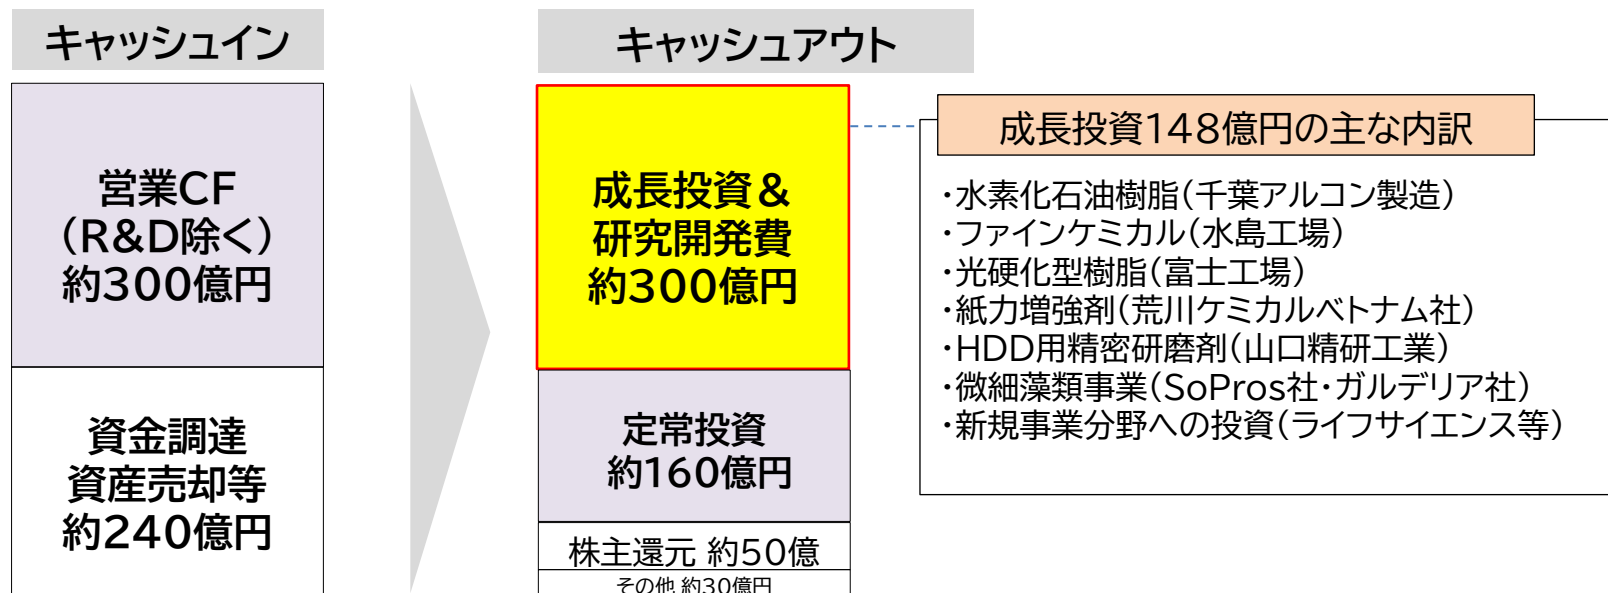 キャッシュイン
営業CF
（R&D除く）
約300億円
資金調達
資産売却等
約240億円
キャッシュアウト
成長投資＆
研究開発費
約300億円
定常投資
約160億円
株主還元 約50億
その他 約30億円
成長投資148億円の主な内訳
・水素化石油樹脂（千葉アルコン製造）
・ファインケミカル（水島工場）
・光硬化型樹脂（富士工場）
・紙力増強剤（荒川ケミカルベトナム社）
・HDD用精密研磨剤（山口精研工業）
・微細藻類事業（SoPros社・ガルデリア社）
・新規事業分野への投資（ライフサイエンス等）